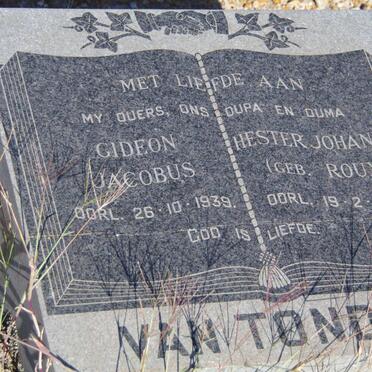 MET LIEFDE AAN
MY OUERS, ONS OUPA EN OUMA
GIDEON
JACOBUS
OORL. 26·10·1939.
HESTER JOHAN
(GEB. ROU
OORL. 19·2·
GOD IS LIEFDE.
VAN TOND